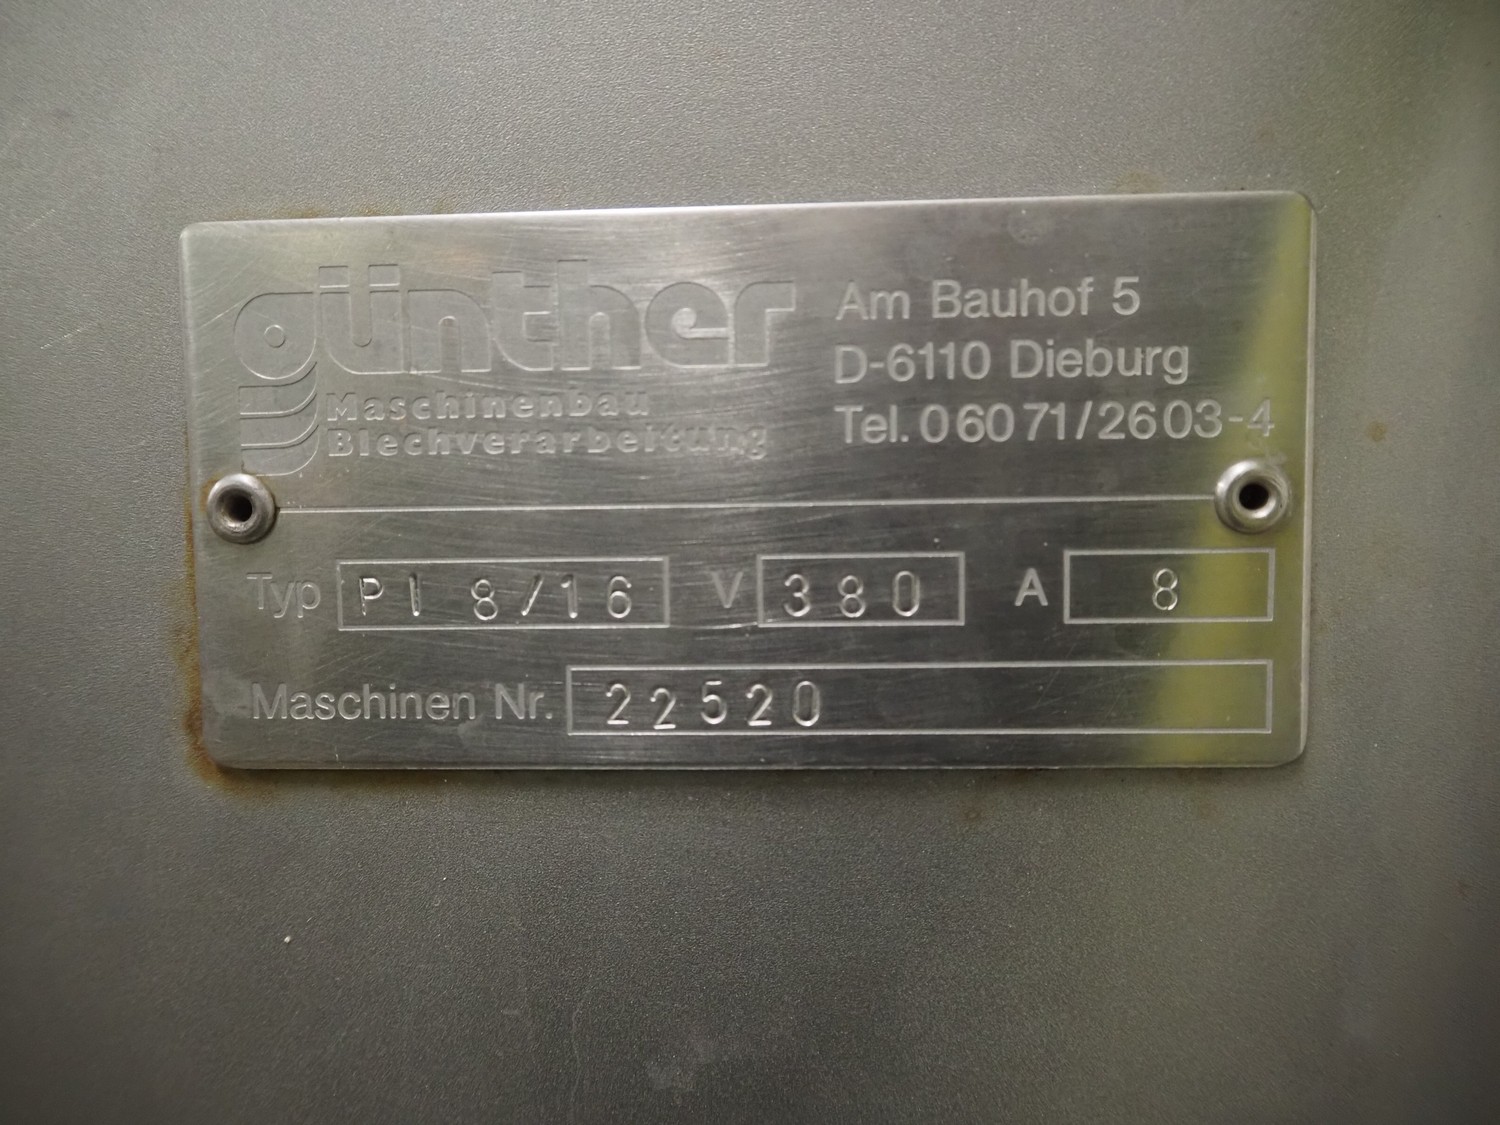 günther
Maschinenbau
Blechverarbeitung
Am Bauhof 5
D-6110 Dieburg
Tel. 06071/2603-4
Typ PI 8/16 V 380 A 8
Maschinen Nr. 22520